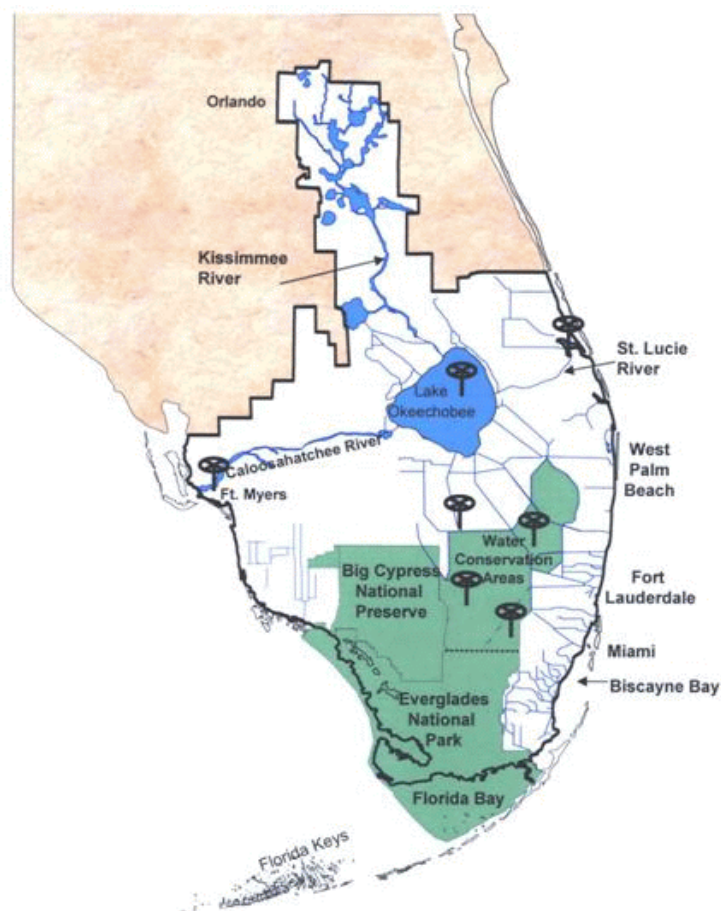 Orlando
Kissimmee
River
St. Lucie
River
Lake
Okeechobee
Caloosahatchee River
Ft. Myers
West
Palm
Beach
Water
Conservation
Areas
Big Cypress
National
Preserve
Fort
Lauderdale
Miami
Biscayne Bay
Everglades
National
Park
Florida Bay
Florida Keys